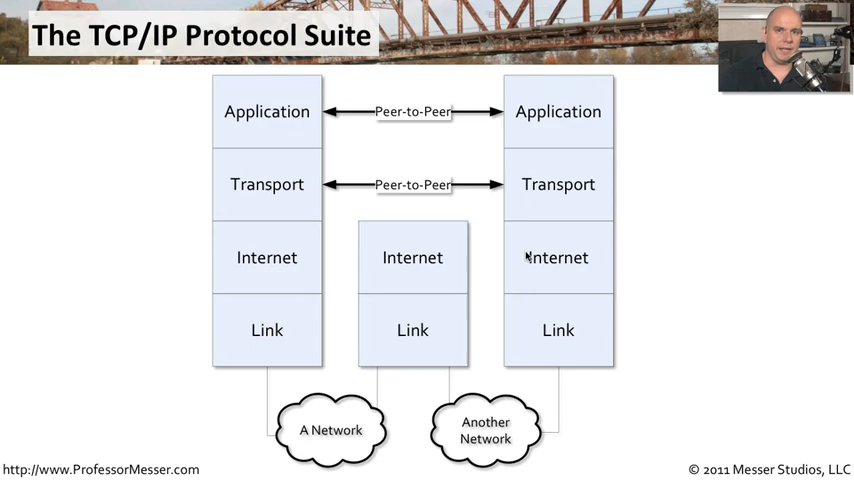 The TCP/IP Protocol Suite
Application
Peer-to-Peer
Application
Transport
Peer-to-Peer
Transport
Internet
Internet
Internet
Link
Link
Link
A Network
Another
Network
http://www.ProfessorMesser.com
© 2011 Messer Studios, LLC